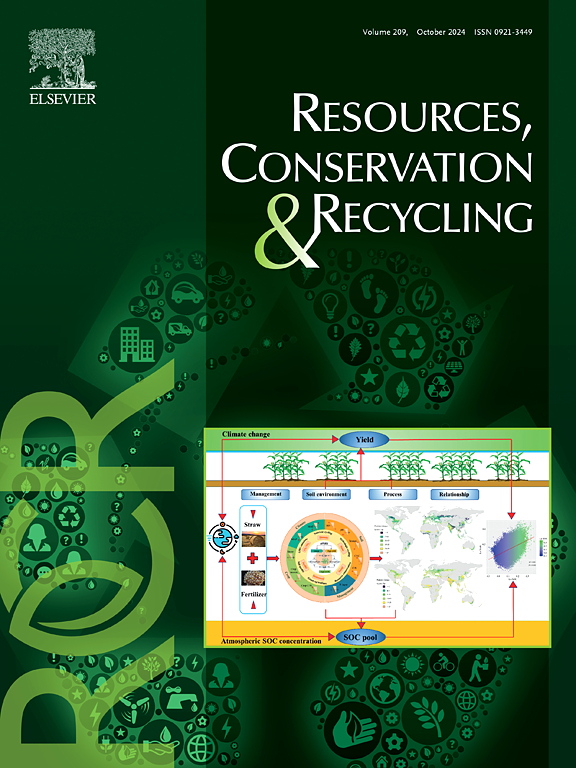 Volume 209, October 2024 ISSN 0921-3449
ELSEVIER
RESOURCES,
CONSERVATION
& RECYCLING
RCR
Climate change
Yield
Management
Soil environment
Process
Relationship
Straw
Fertilizer
Atmospheric SOC concentration
SOC pool